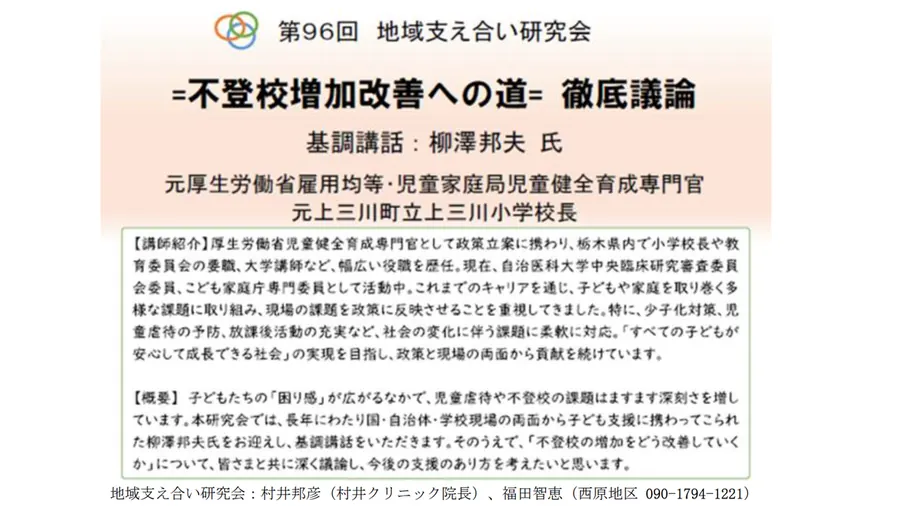 第96回 地域支え合い研究会
=不登校増加改善への道= 徹底議論
基調講話：柳澤邦夫 氏
元厚生労働省雇用均等・児童家庭局児童健全育成専門官
元上三川町立上三川小学校長
【講師紹介】厚生労働省児童健全育成専門官として政策立案に携わり、栃木県内で小学校長や教
育委員会の要職、大学講師など、幅広い役職を歴任。現在、自治医科大学中央臨床研究審査委員
会委員、こども家庭庁専門委員として活動中。これまでのキャリアを通じ、子どもや家庭を取り巻く多
様な課題に取り組み、現場の課題を政策に反映させることを重視してきました。特に、少子化対策、児
童虐待の予防、放課後活動の充実など、社会の変化に伴う課題に柔軟に対応。「すべての子どもが
安心して成長できる社会」の実現を目指し、政策と現場の両面から貢献を続けています。
【概要】 子どもたちの「困り感」が広がるなかで、児童虐待や不登校の課題はますます深刻さを増し
ています。本研究会では、長年にわたり国・自治体・学校現場の両面から子ども支援に携わってこられ
た柳澤邦夫氏をお迎えし、基調講話をいただきます。そのうえで、「不登校の増加をどう改善していく
か」について、皆さまと共に深く議論し、今後の支援のあり方を考えたいと思います。
地域支え合い研究会：村井邦彦（村井クリニック院長）、福田智恵（西原地区 090-1794-1221）